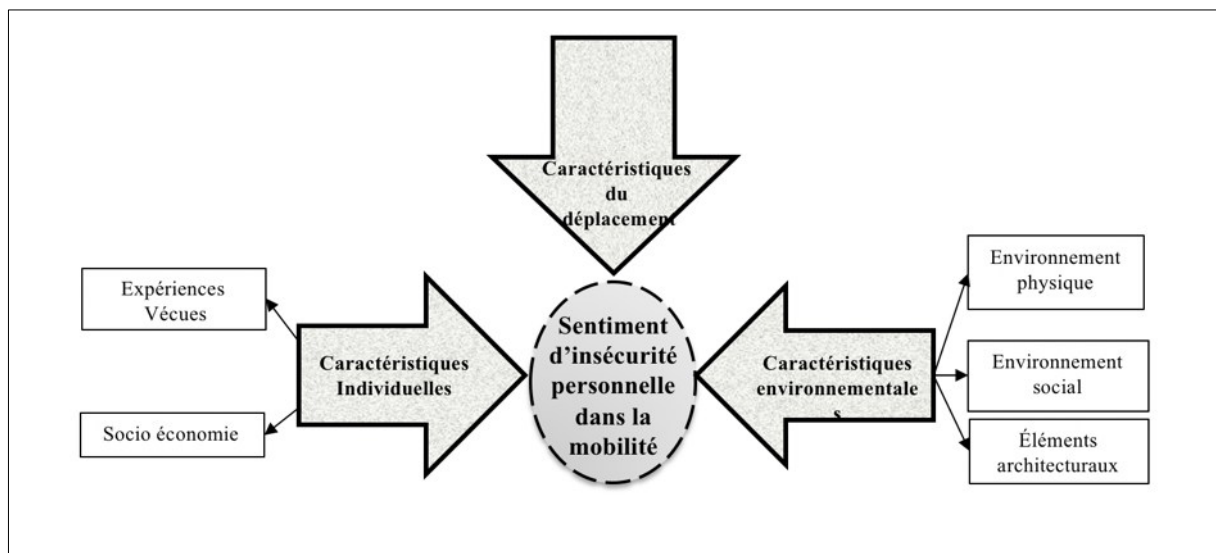 Caractéristiques
du
déplacement
Expériences
Vécues
Socio économie
Caractéristiques
Individuelles
Sentiment
d’insécurité
personnelle
dans la
mobilité
Caractéristiques
environnementale
s
Environnement
physique
Environnement
social
Éléments
architecturaux